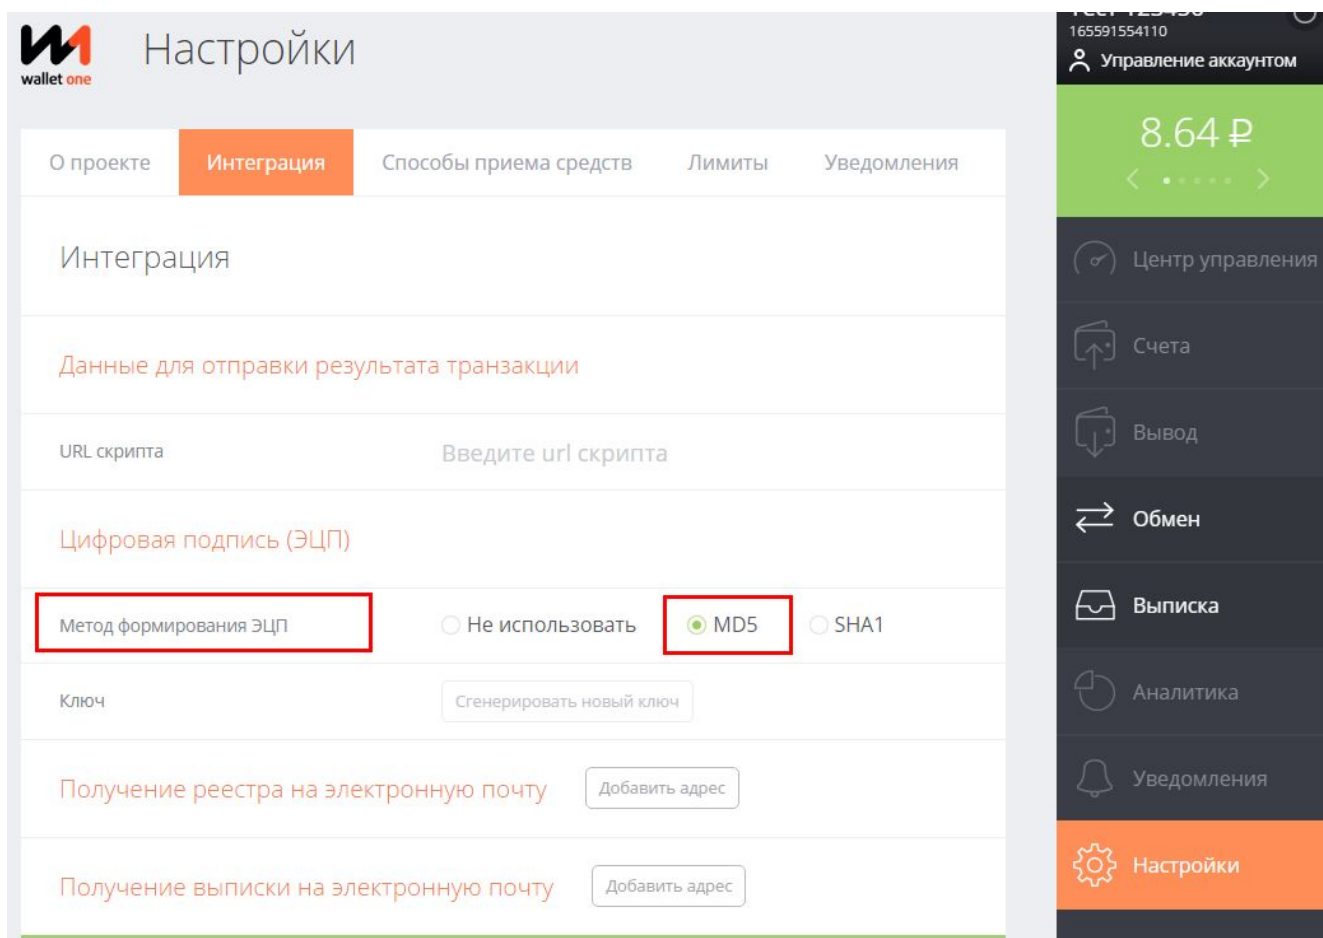 wallet one
Настройки
О проекте
Интеграция
Способы приема средств
Лимиты
Уведомления
Интеграция
Данные для отправки результата транзакции
URL скрипта
Введите url скрипта
Цифровая подпись (ЭЦП)
Метод формирования ЭЦП
Не использовать
MD5
SHA1
Ключ
Сгенерировать новый ключ
Получение реестра на электронную почту
Добавить адрес
Получение выписки на электронную почту
Добавить адрес
165591554110
Управление аккаунтом
8.64 ₽
Центр управления
Счета
Вывод
Обмен
Выписка
Аналитика
Уведомления
Настройки